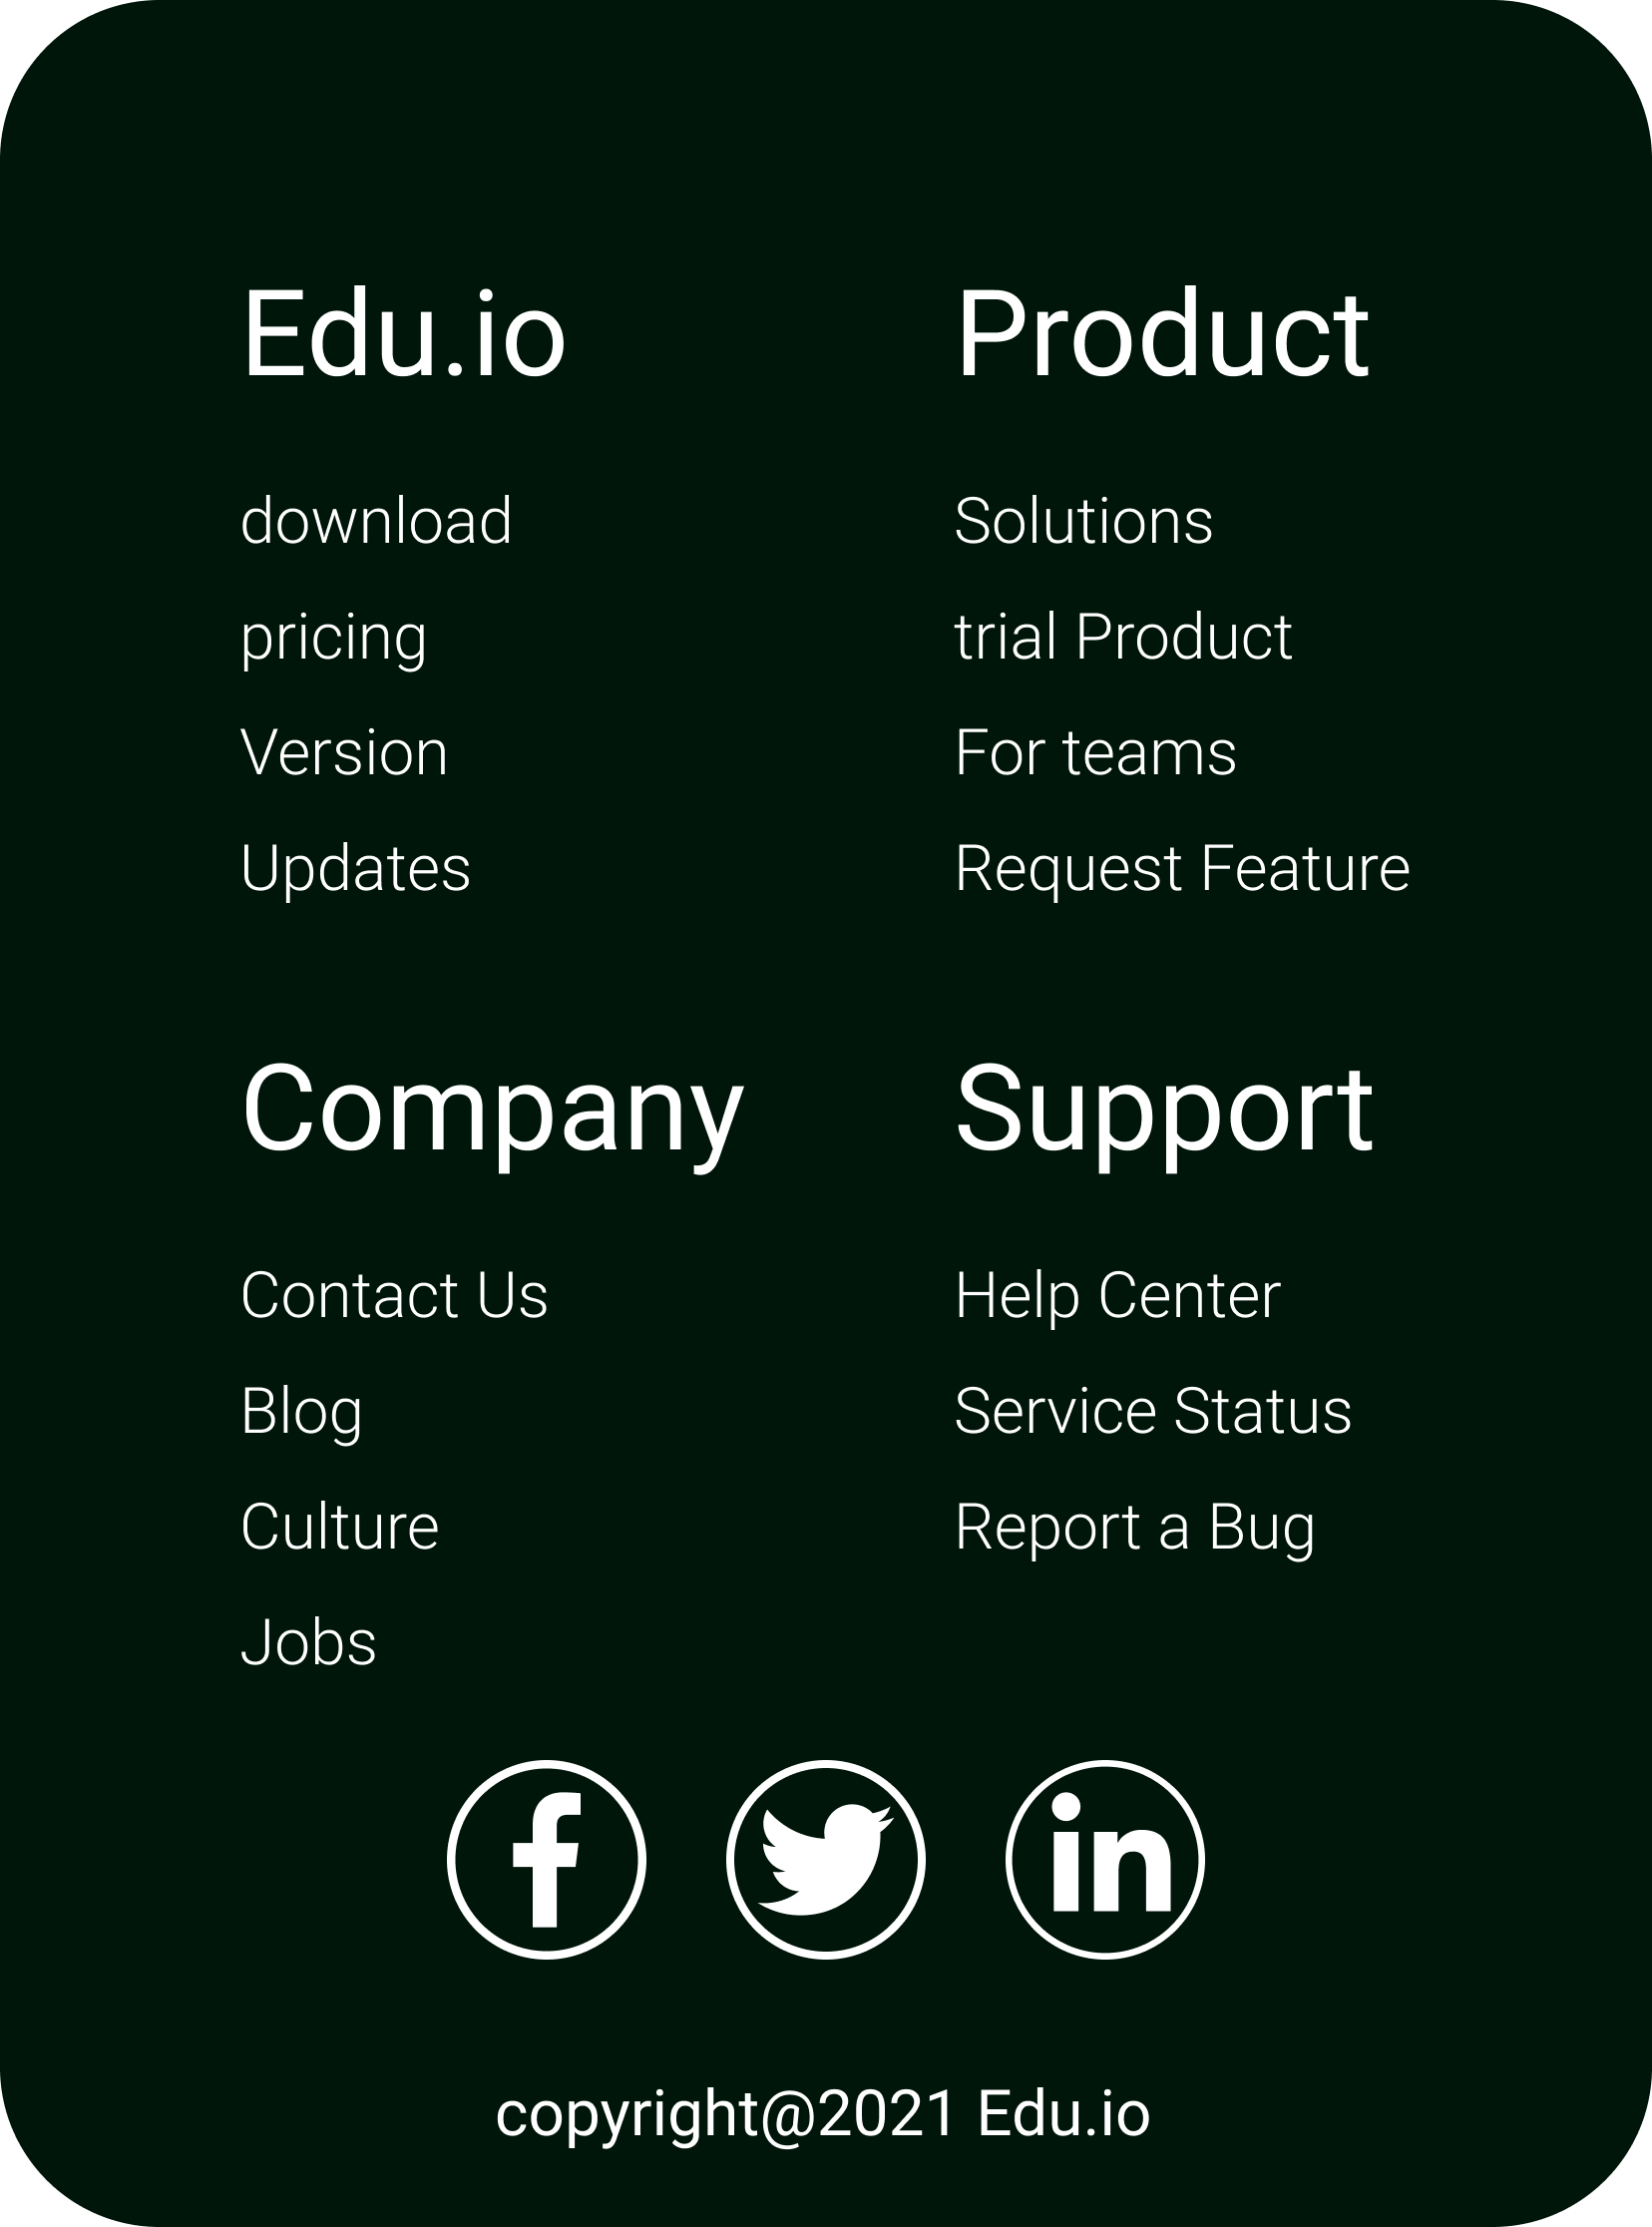 Edu.io
download
pricing
Version
Updates
Product
Solutions
trial Product
For teams
Request Feature
Company
Contact Us
Blog
Culture
Jobs
Support
Help Center
Service Status
Report a Bug
f
in
copyright@2021 Edu.io